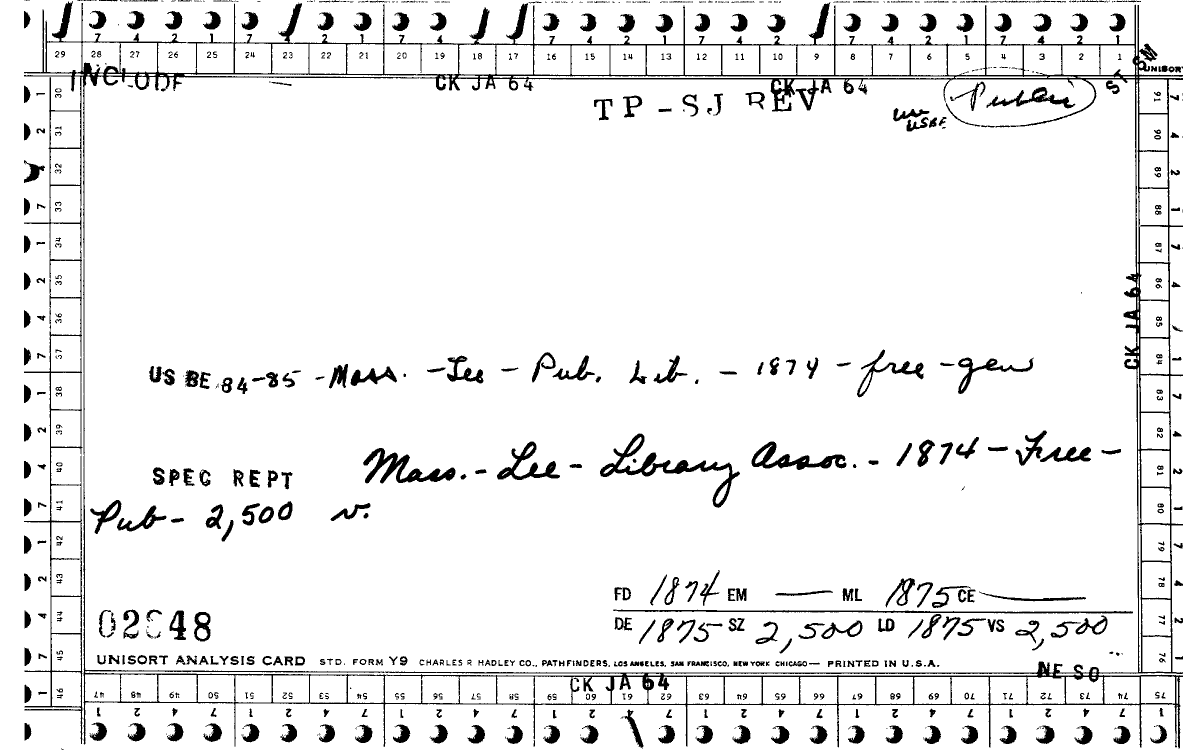 7 4 2 1 7 4 2 1 7 4 2 1 7 4 2 1 7 4 2 1 7 4 2 1 7 4 2 1
29 28 27 26 25 24 23 22 21 20 19 18 17 16 15 14 13 12 11 10 9 8 7 6 5 4 3 2 1
INCLUDE CK JA 64 CK JA 64 ST SM UNISORT
TP-SJ REV
use USBE Public
CK JA 64
US BE 84-85 - Mass. - Lee - Pub. Lib. - 1874 - free - gen
SPEC REPT Mass. - Lee - Library Assoc. - 1874 - Free -
Pub - 2,500 v.
FD 1874 EM — ML 1875 CE —
DE 1875 SZ 2,500 LD 1875 VS 2,500
48
UNISORT ANALYSIS CARD STD. FORM Y9 CHARLES R HADLEY CO., PATHFINDERS, LOS ANGELES, SAN FRANCISCO, NEW YORK CHICAGO — PRINTED IN U.S.A.
NE SO
CK JA 64
30 31 32 33 34 35 36 37 38 39 40 41 42 43 44 45 46
91 90 89 88 87 86 85 84 83 82 81 80 79 78 77 76 75
47 48 49 50 51 52 53 54 55 56 57 58 59 60 61 62 63 64 65 66 67 68 69 70 71 72 73 74
1 2 4 7 1 2 4 7 1 2 4 7 1 2 4 7 1 2 4 7 1 2 4 7 1 2 4 7